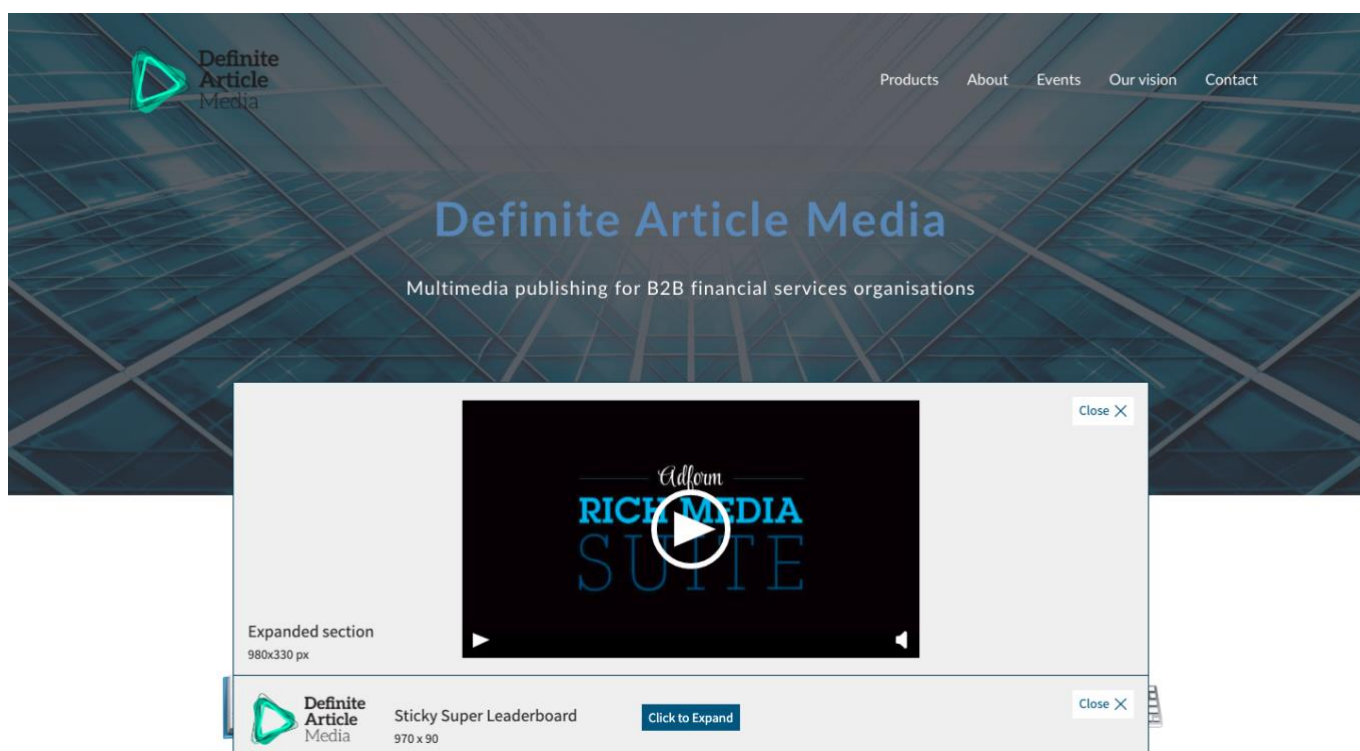 Definite
Article
Media
Products About Events Our vision Contact
Definite Article Media
Multimedia publishing for B2B financial services organisations
Close
Adform
RICH MEDIA
SUITE
Expanded section
980x330 px
Definite
Article
Media
Sticky Super Leaderboard
970 x 90
Click to Expand
Close